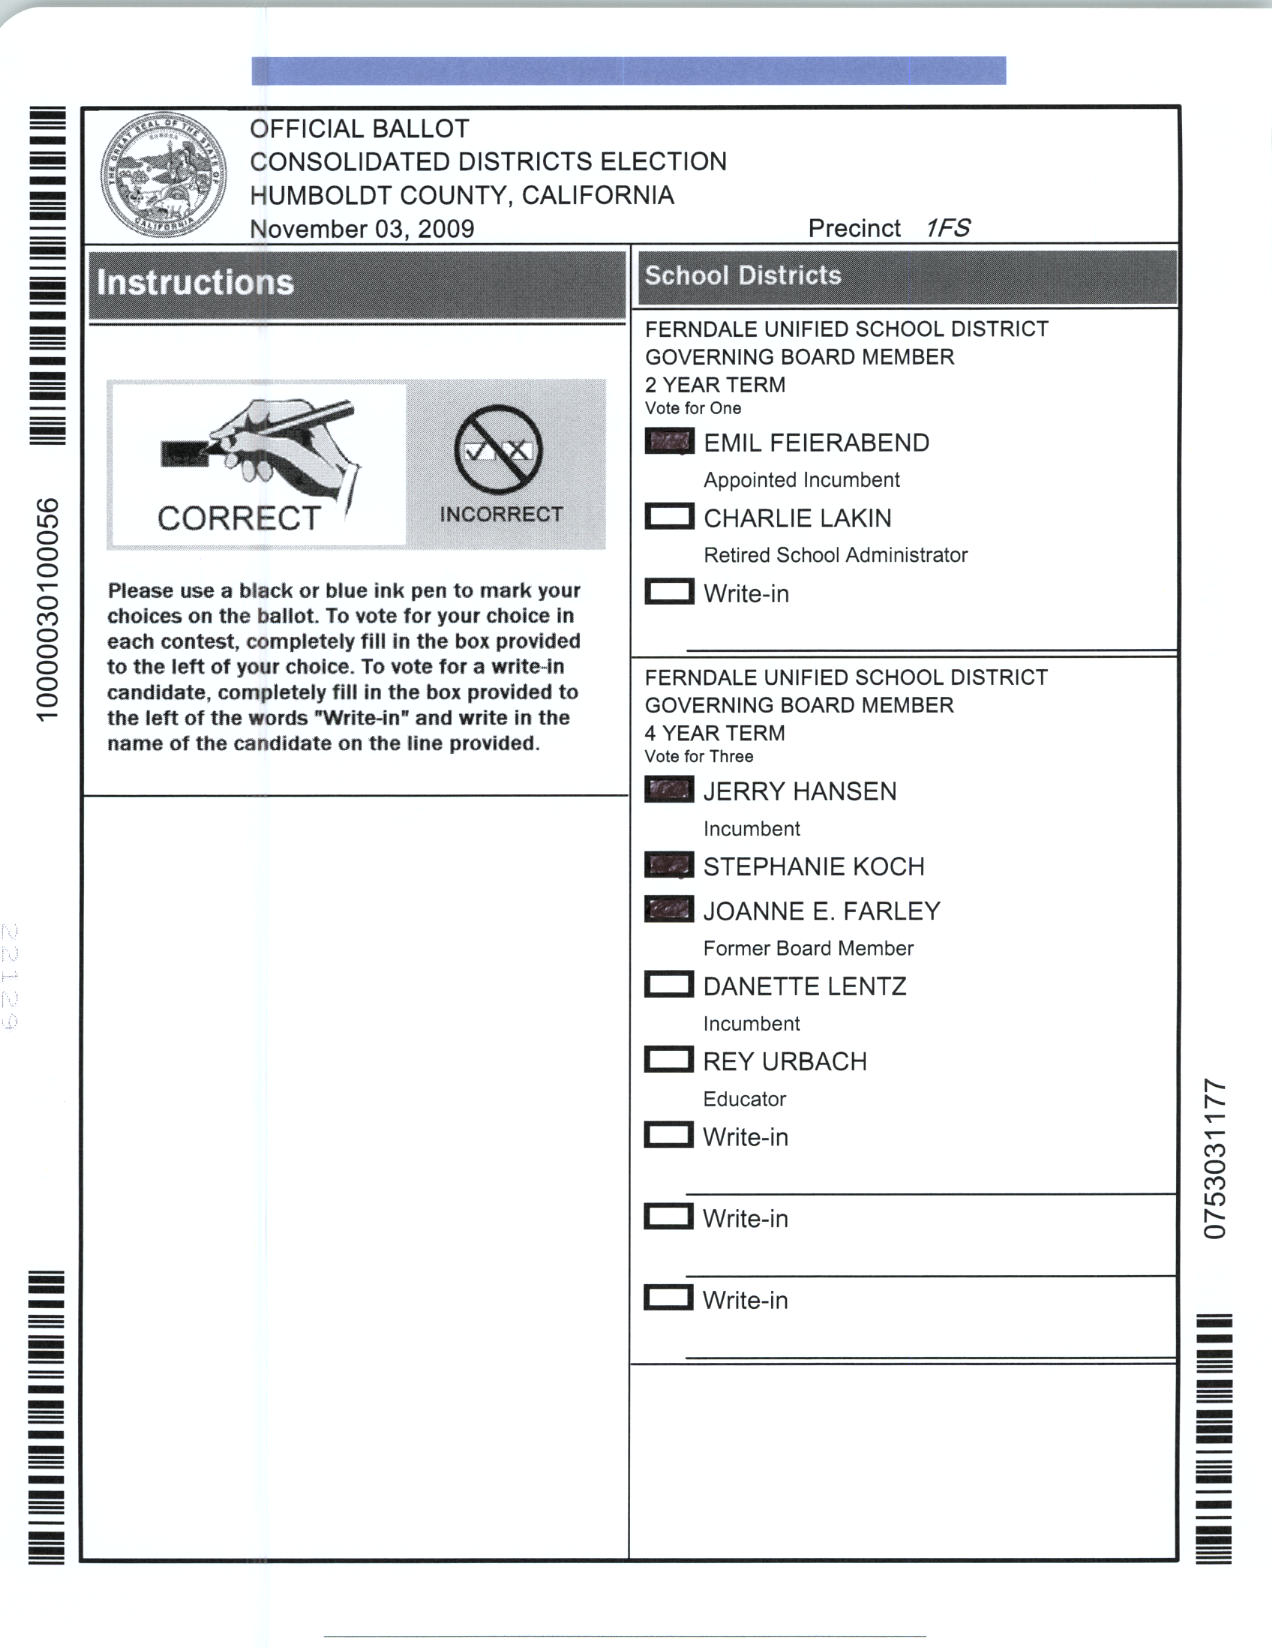 OFFICIAL BALLOT
CONSOLIDATED DISTRICTS ELECTION
HUMBOLDT COUNTY, CALIFORNIA
November 03, 2009
Precinct 1FS
THE GREAT SEAL OF THE STATE OF CALIFORNIA
EUREKA
Instructions
CORRECT
INCORRECT
Please use a black or blue ink pen to mark your
choices on the ballot. To vote for your choice in
each contest, completely fill in the box provided
to the left of your choice. To vote for a write-in
candidate, completely fill in the box provided to
the left of the words "Write-in" and write in the
name of the candidate on the line provided.
School Districts
FERNDALE UNIFIED SCHOOL DISTRICT
GOVERNING BOARD MEMBER
2 YEAR TERM
Vote for One
EMIL FEIERABEND
Appointed Incumbent
CHARLIE LAKIN
Retired School Administrator
Write-in
FERNDALE UNIFIED SCHOOL DISTRICT
GOVERNING BOARD MEMBER
4 YEAR TERM
Vote for Three
JERRY HANSEN
Incumbent
STEPHANIE KOCH
JOANNE E. FARLEY
Former Board Member
DANETTE LENTZ
Incumbent
REY URBACH
Educator
Write-in
Write-in
Write-in
10000030100056
22129
0753031177